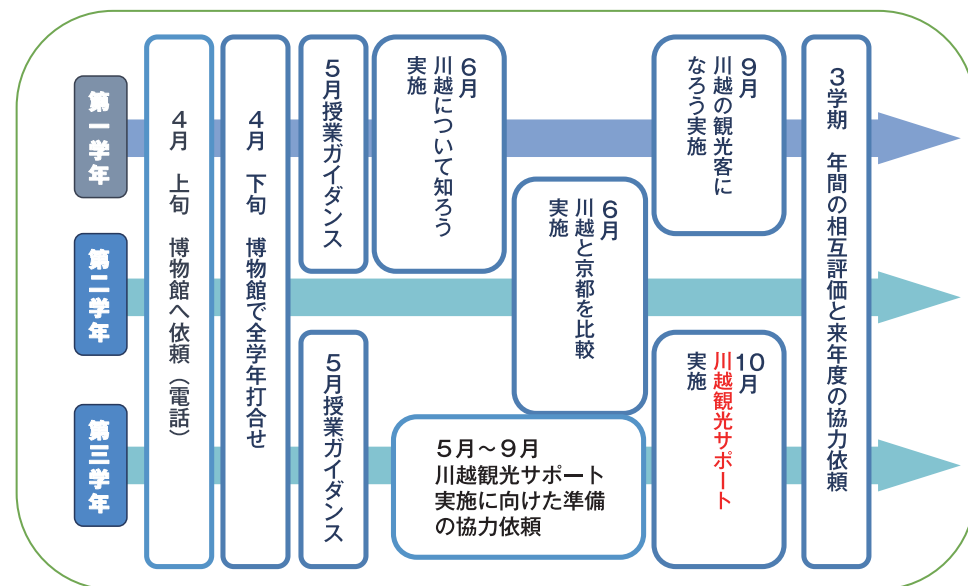 第一学年
第二学年
第三学年
４月　上旬　博物館へ依頼（電話）
４月　下旬　博物館で全学年打合せ
５月授業ガイダンス
５月授業ガイダンス
６月
川越について知ろう
実施
６月
川越と京都を比較
実施
５月～９月
川越観光サポート
実施に向けた準備
の協力依頼
９月
川越の観光客に
なろう実施
10月
川越観光サポート
実施
３学期　年間の相互評価と来年度の協力依頼